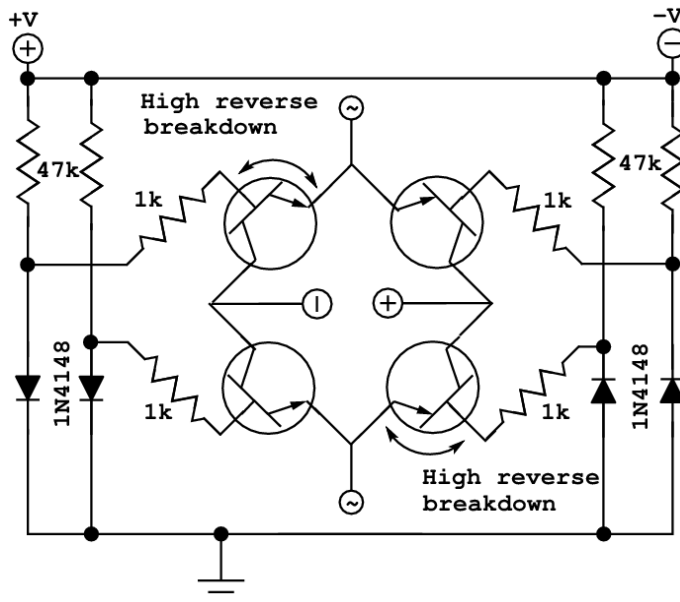 +V
−V
+
−
High reverse
breakdown
~
47k
47k
1k
1k
−
+
1N4148
1N4148
1k
1k
High reverse
breakdown
~